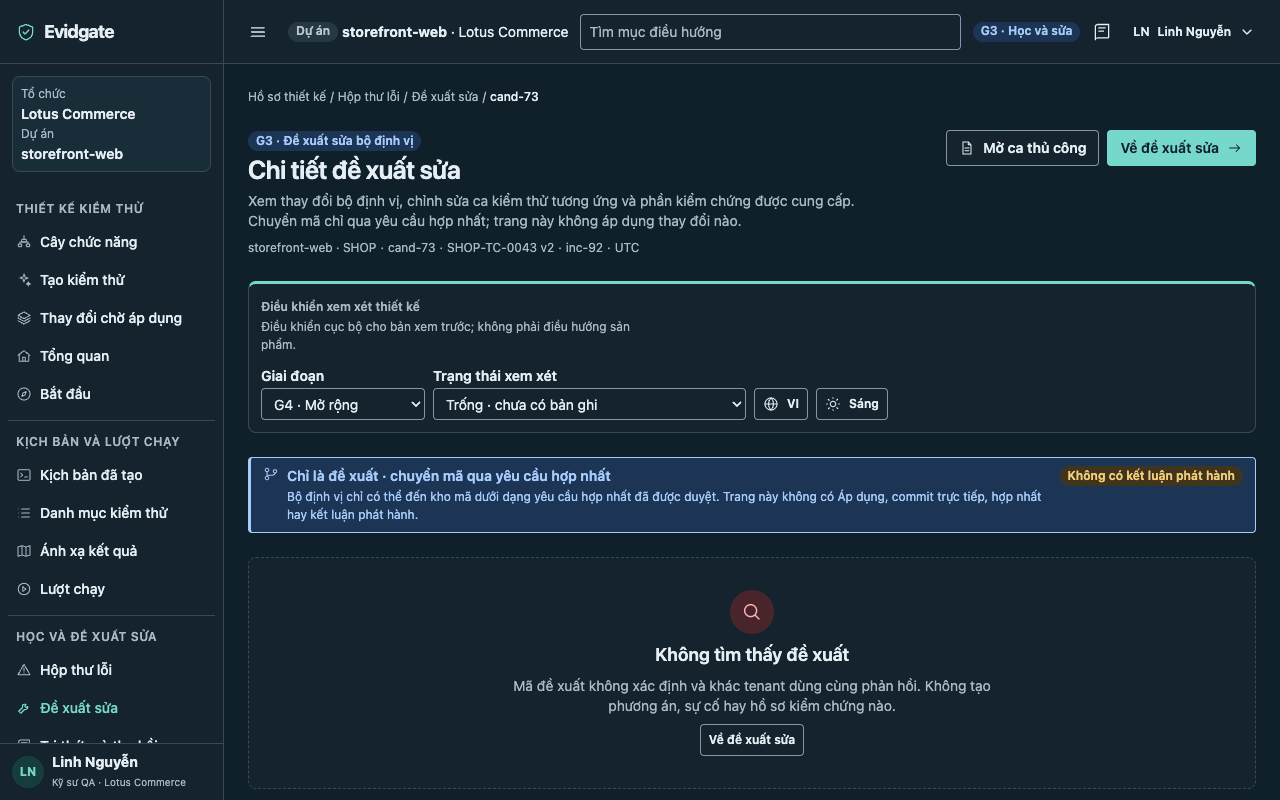 Evidgate
Dự án storefront-web · Lotus Commerce
Tìm mục điều hướng
G3 · Học và sửa
LN Linh Nguyễn
Tổ chức
Lotus Commerce
Dự án
storefront-web
THIẾT KẾ KIỂM THỬ
Cây chức năng
Tạo kiểm thử
Thay đổi chờ áp dụng
Tổng quan
Bắt đầu
KỊCH BẢN VÀ LƯỢT CHẠY
Kịch bản đã tạo
Danh mục kiểm thử
Ánh xạ kết quả
Lượt chạy
HỌC VÀ ĐỀ XUẤT SỬA
Hộp thư lỗi
Đề xuất sửa
LN
Linh Nguyễn
Kỹ sư QA · Lotus Commerce
Hồ sơ thiết kế / Hộp thư lỗi / Đề xuất sửa / cand-73
G3 · Đề xuất sửa bộ định vị
Chi tiết đề xuất sửa
Mở ca thủ công
Về đề xuất sửa
Xem thay đổi bộ định vị, chỉnh sửa ca kiểm thử tương ứng và phần kiểm chứng được cung cấp.
Chuyển mã chỉ qua yêu cầu hợp nhất; trang này không áp dụng thay đổi nào.
storefront-web · SHOP · cand-73 · SHOP-TC-0043 v2 · inc-92 · UTC
Điều khiển xem xét thiết kế
Điều khiển cục bộ cho bản xem trước; không phải điều hướng sản
phẩm.
Giai đoạn
Trạng thái xem xét
G4 · Mở rộng
Trống · chưa có bản ghi
VI
Sáng
Chỉ là đề xuất · chuyển mã qua yêu cầu hợp nhất
Không có kết luận phát hành
Bộ định vị chỉ có thể đến kho mã dưới dạng yêu cầu hợp nhất đã được duyệt. Trang này không có Áp dụng, commit trực tiếp, hợp nhất
hay kết luận phát hành.
Không tìm thấy đề xuất
Mã đề xuất không xác định và khác tenant dùng cùng phản hồi. Không tạo
phương án, sự cố hay hồ sơ kiểm chứng nào.
Về đề xuất sửa